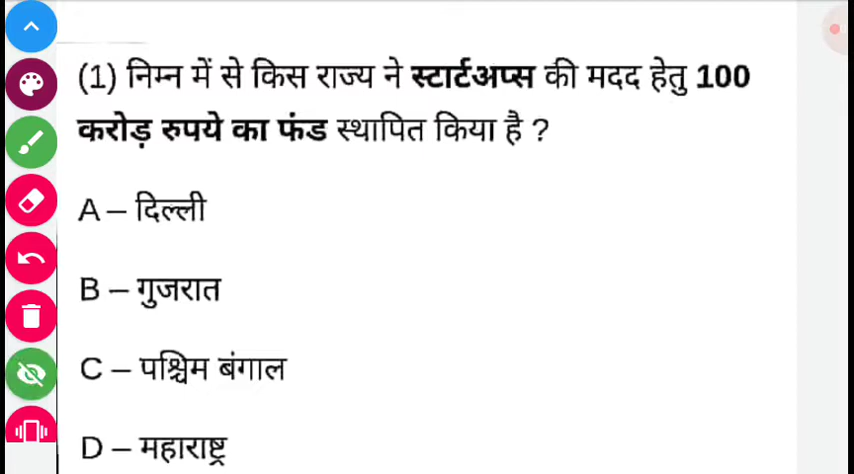 (1) निम्न में से किस राज्य ने स्टार्टअप्स की मदद हेतु 100
करोड़ रुपये का फंड स्थापित किया है ?
A – दिल्ली
B – गुजरात
C – पश्चिम बंगाल
D – महाराष्ट्र